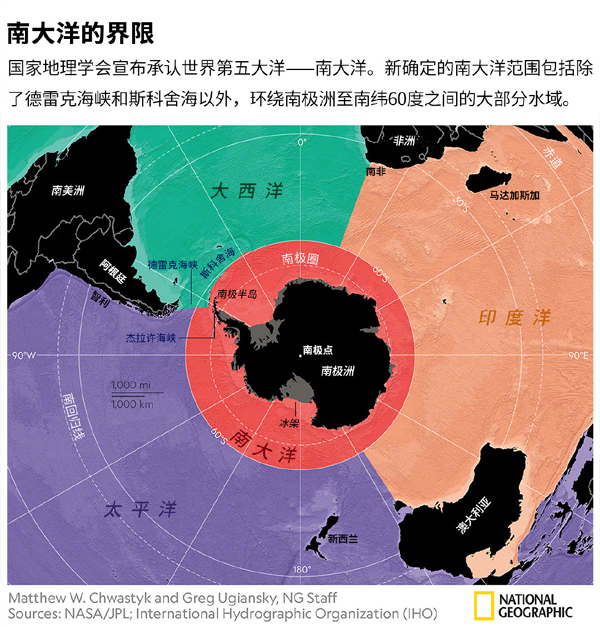 南大洋的界限
国家地理学会宣布承认世界第五大洋——南大洋。新确定的南大洋范围包括除
了德雷克海峡和斯科舍海以外，环绕南极洲至南纬60度之间的大部分水域。
0°
非洲
赤道
南美洲
大西洋
南非
马达加斯加
30°S
德雷克海峡
斯科舍海
南极圈
60°S
阿根廷
智利
南极半岛
印度洋
杰拉许海峡
南极点
90°W
南极洲
90°E
1,000 mi
1,000 km
南回归线
冰架
60°S
南大洋
太平洋
澳大利亚
新西兰
180°
Matthew W. Chwastyk and Greg Ugiansky, NG Staff
Sources: NASA/JPL; International Hydrographic Organization (IHO)
NATIONAL
GEOGRAPHIC